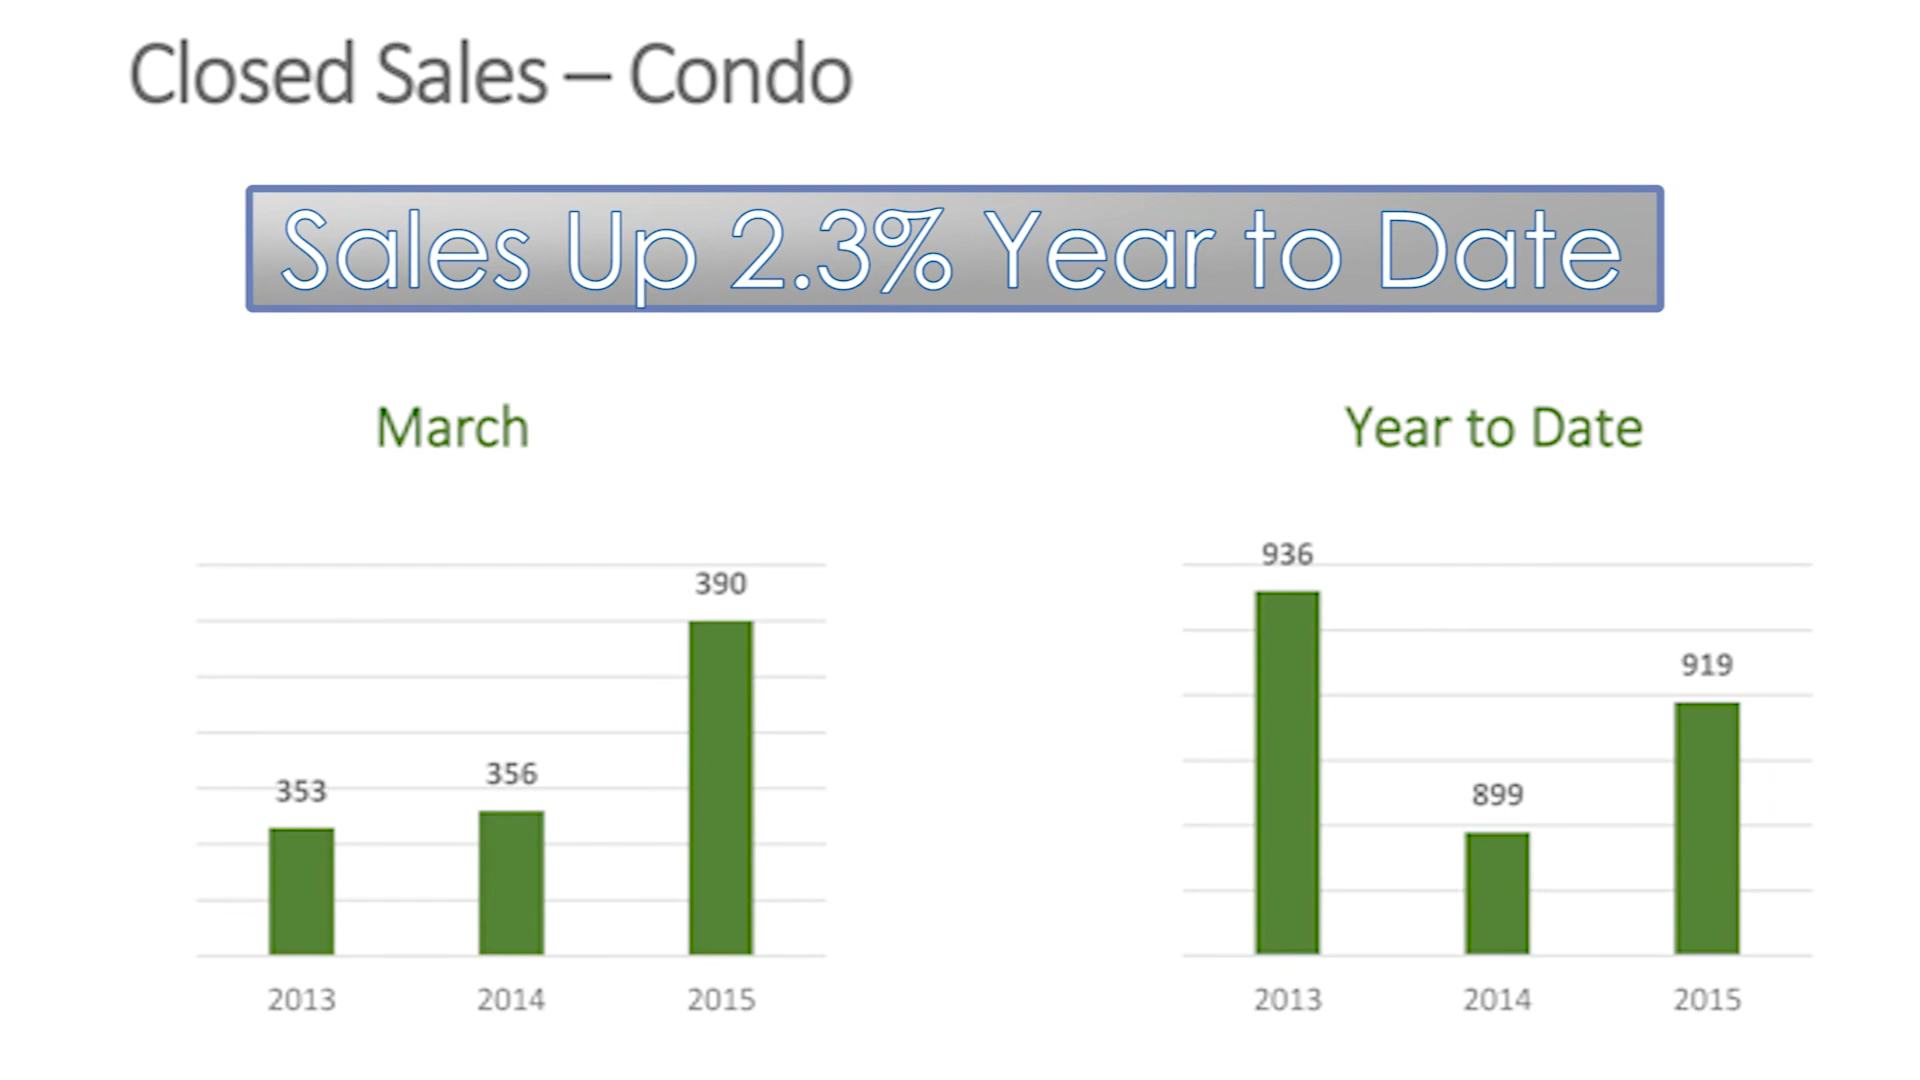 Closed Sales – Condo
Sales Up 2.3% Year to Date
March
390
356
353
2013 2014 2015
Year to Date
936
919
899
2013 2014 2015